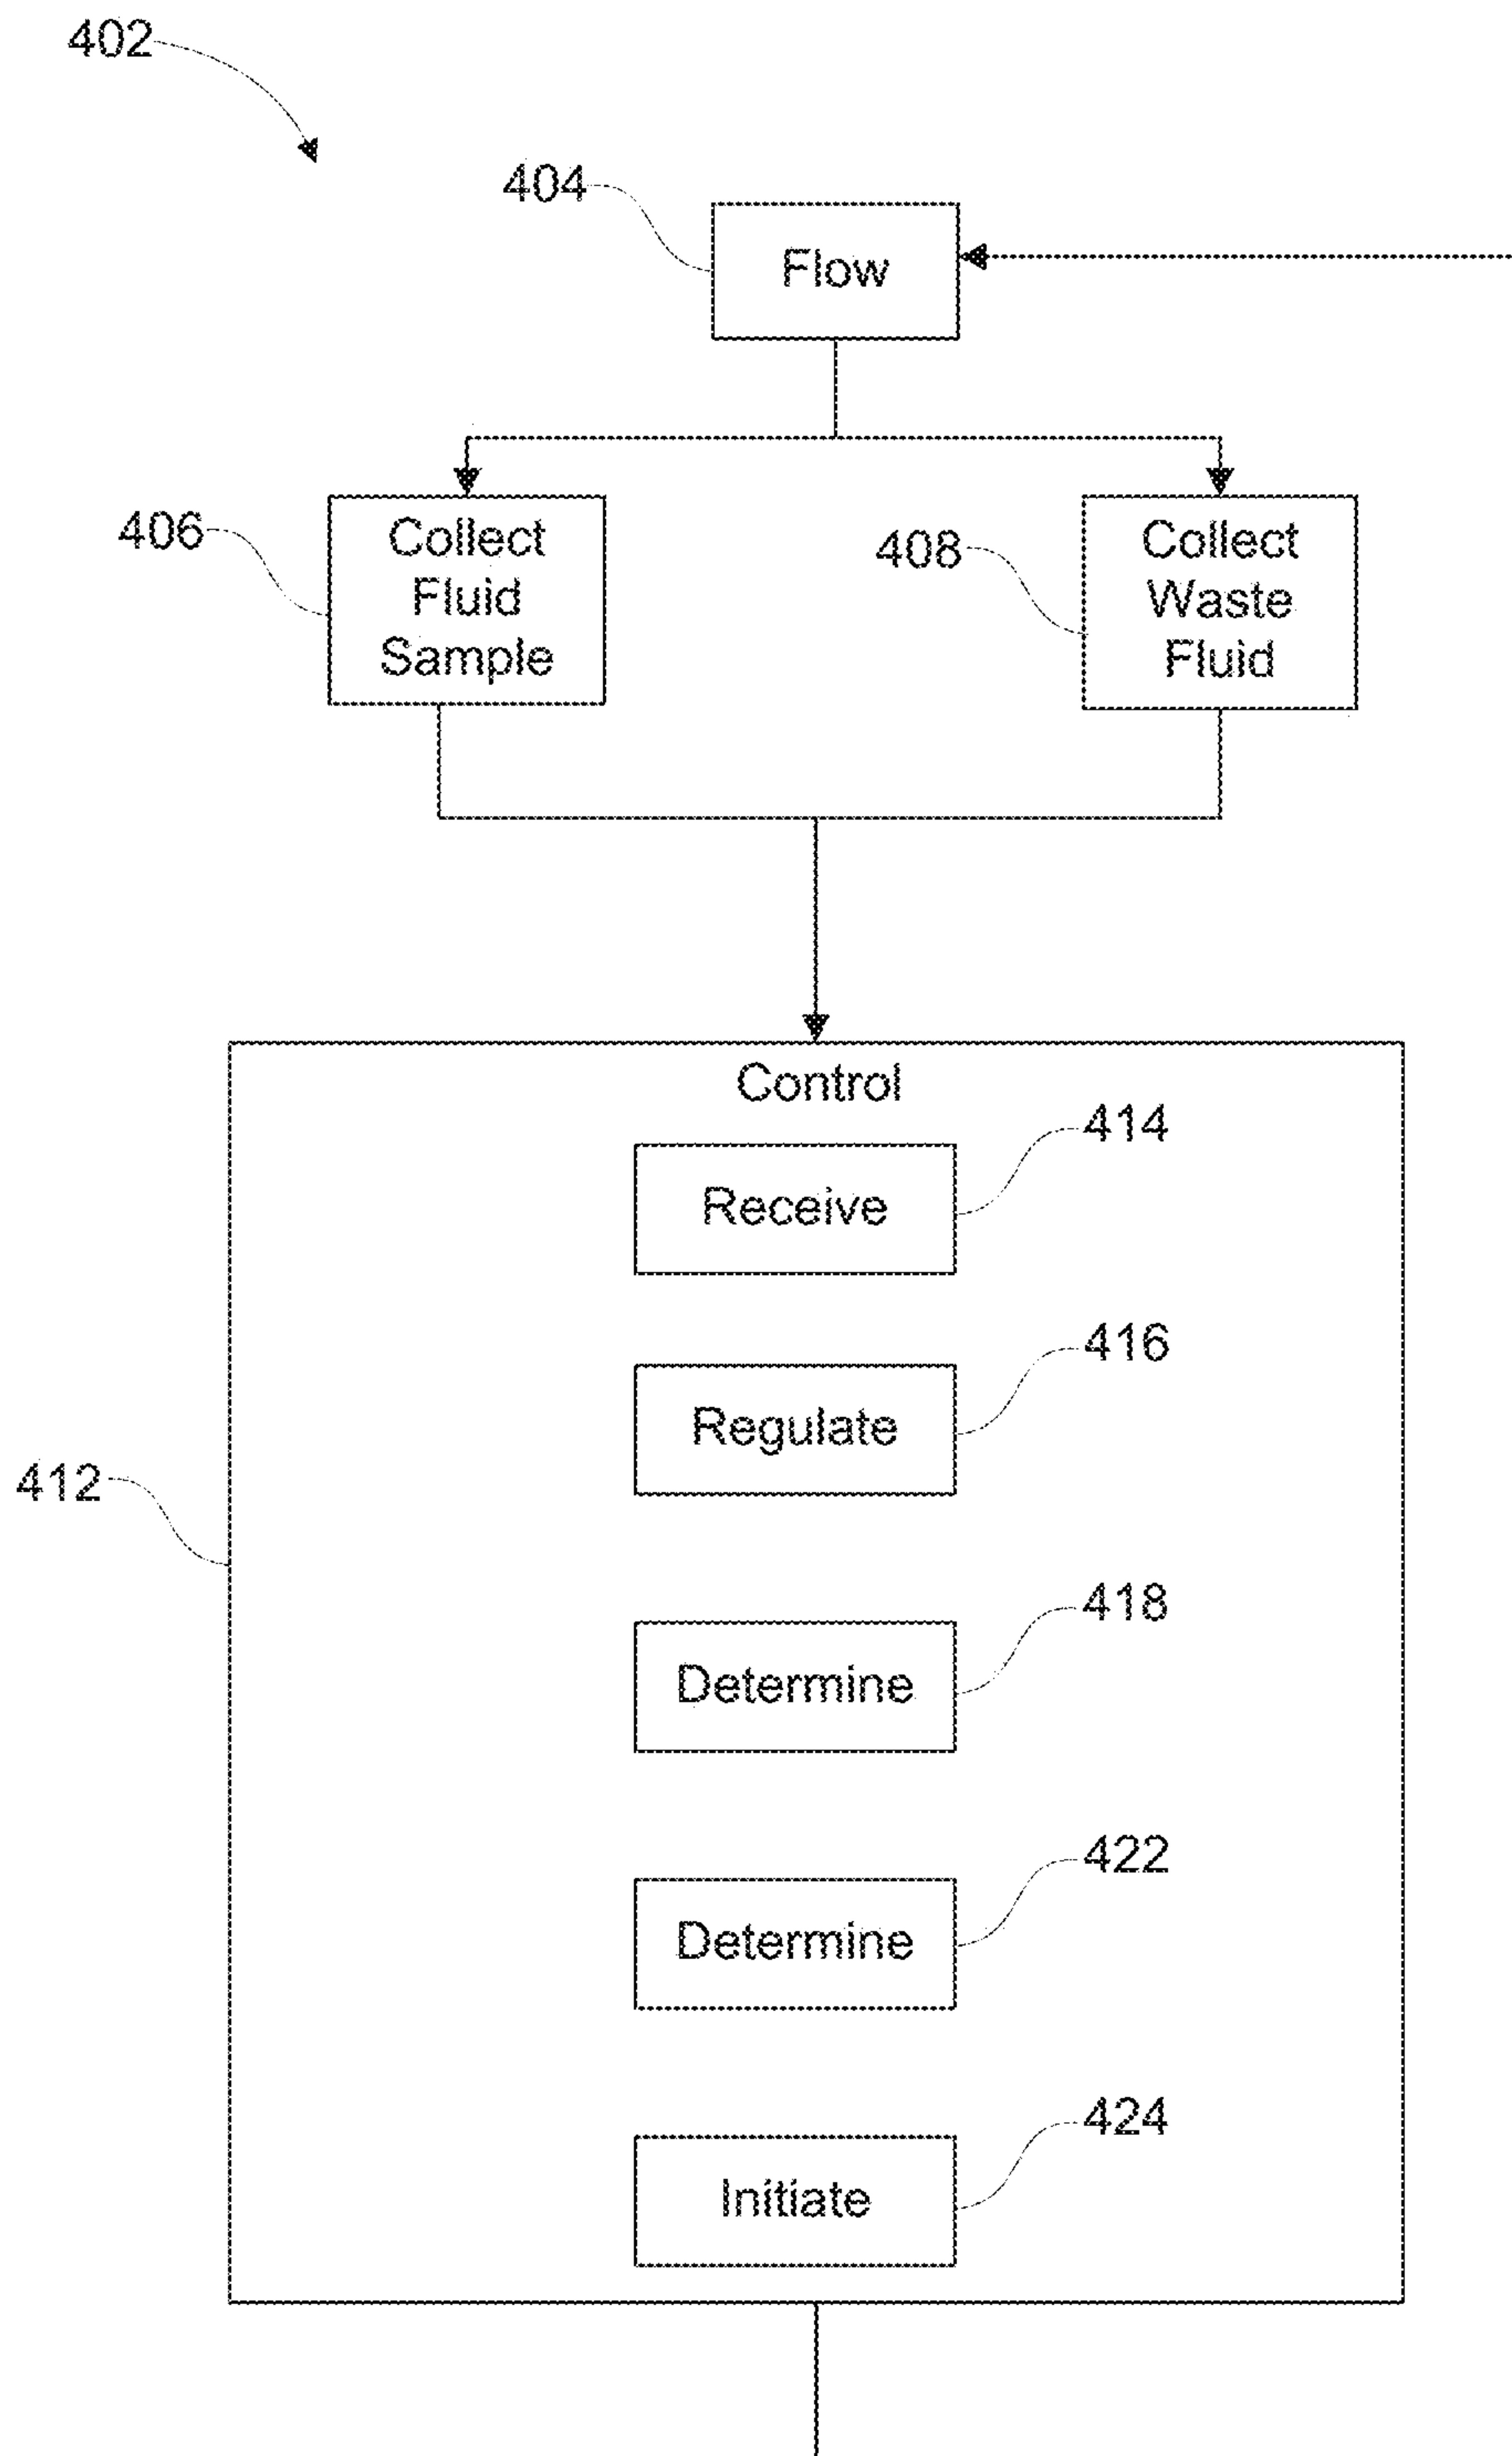 402
404
Flow
406
Collect
Fluid
Sample
408
Collect
Waste
Fluid
Control
414
Receive
416
Regulate
412
418
Determine
422
Determine
424
Initiate